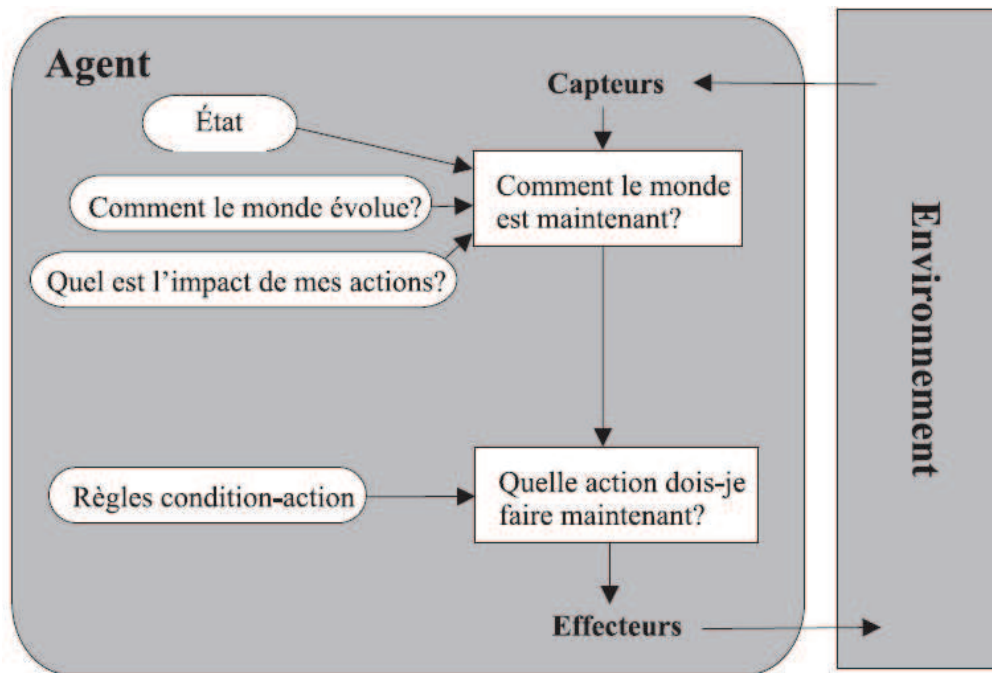 Agent
Capteurs
État
Comment le monde évolue?
Quel est l'impact de mes actions?
Comment le monde
est maintenant?
Règles condition-action
Quelle action dois-je
faire maintenant?
Effecteurs
Environnement